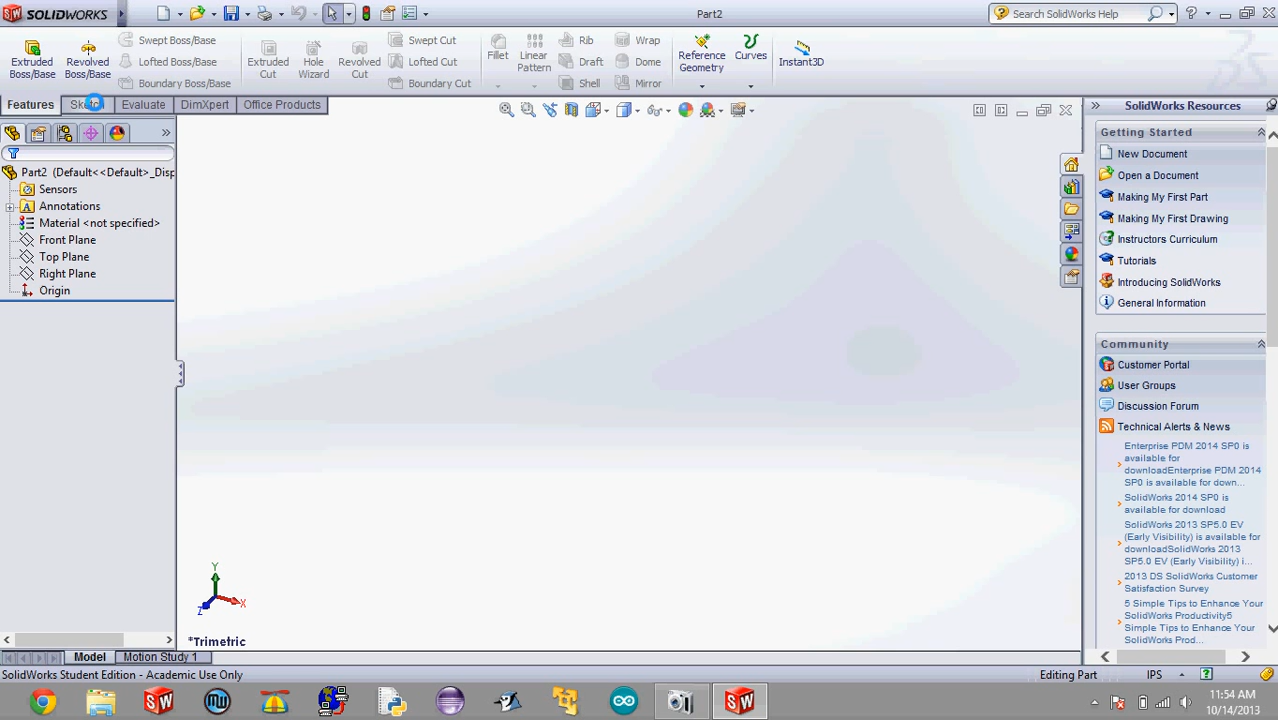 SOLIDWORKS
Part2
Search SolidWorks Help
Extruded Boss/Base
Revolved Boss/Base
Swept Boss/Base
Lofted Boss/Base
Boundary Boss/Base
Extruded Cut
Hole Wizard
Revolved Cut
Swept Cut
Lofted Cut
Boundary Cut
Fillet
Linear Pattern
Rib
Draft
Shell
Wrap
Dome
Mirror
Reference Geometry
Curves
Instant3D
Features
Sketch
Evaluate
DimXpert
Office Products
Part2 (Default<<Default>_Disp
Sensors
Annotations
Material <not specified>
Front Plane
Top Plane
Right Plane
Origin
Y
X
Z
*Trimetric
SolidWorks Resources
Getting Started
New Document
Open a Document
Making My First Part
Making My First Drawing
Instructors Curriculum
Tutorials
Introducing SolidWorks
General Information
Community
Customer Portal
User Groups
Discussion Forum
Technical Alerts & News
Enterprise PDM 2014 SP0 is
available for
downloadEnterprise PDM 2014
SP0 is available for down...
SolidWorks 2014 SP0 is
available for download
SolidWorks 2013 SP5.0 EV
(Early Visibility) is available for
downloadSolidWorks 2013
SP5.0 EV (Early Visibility) i...
2013 DS SolidWorks Customer
Satisfaction Survey
5 Simple Tips to Enhance Your
SolidWorks Productivity5
Simple Tips to Enhance Your
SolidWorks Prod...
Model
Motion Study 1
SolidWorks Student Edition - Academic Use Only
Editing Part
IPS
11:54 AM
10/14/2013